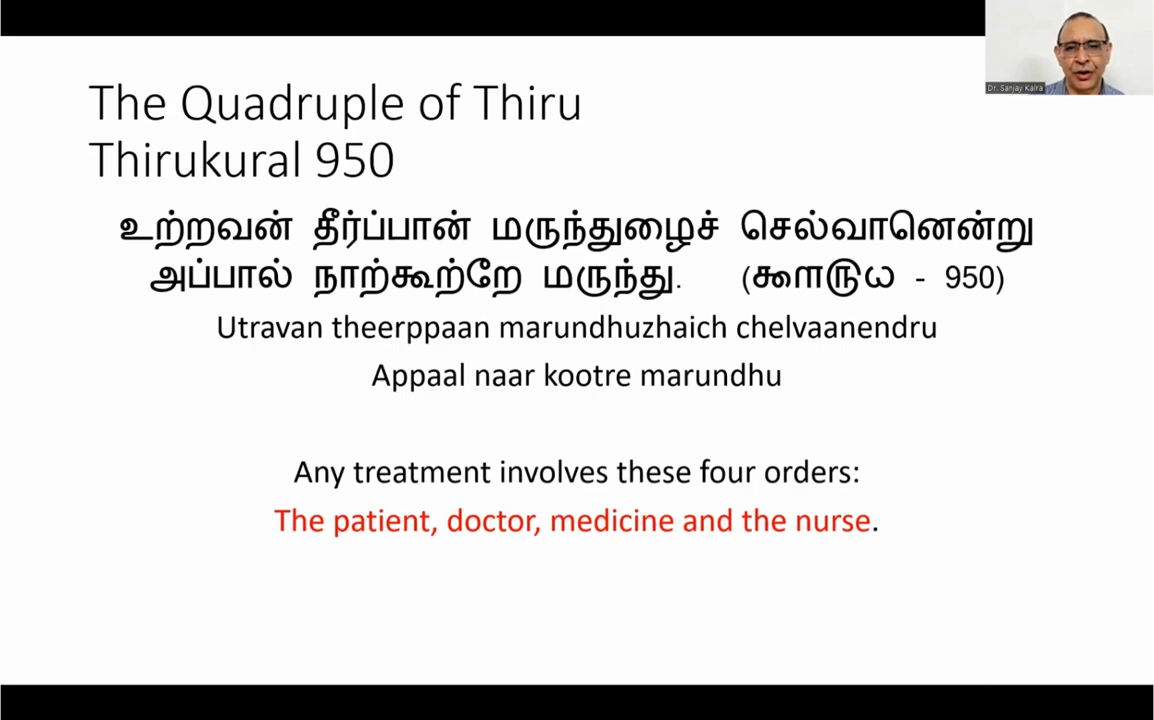 The Quadruple of Thiru
Thirukural 950
உற்றவன் தீர்ப்பான் மருந்துழைச் செல்வானென்று
அப்பால் நாற்கூற்றே மருந்து. (௯௱௫௰ - 950)
Utravan theerppaan marundhuzhaich chelvaanendru
Appaal naar kootre marundhu
Any treatment involves these four orders:
The patient, doctor, medicine and the nurse.
Dr. Sanjay Kalra